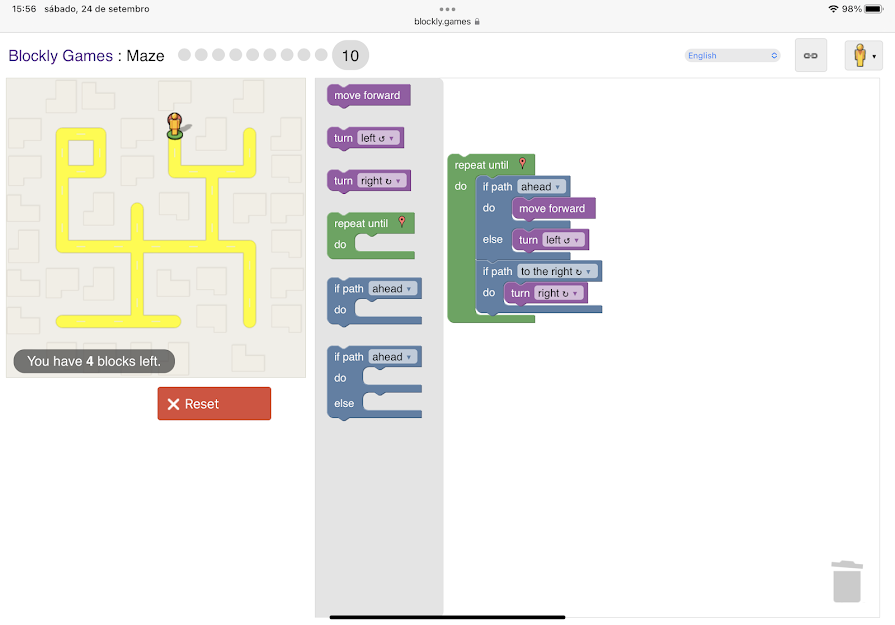 15:56 sábado, 24 de setembro
98%
blockly.games
Blockly Games : Maze
10
English
move forward
turn left ↺ ▾
turn right ↻ ▾
repeat until
do
if path ahead ▾
do
if path ahead ▾
do
else
repeat until
do
if path ahead ▾
do
move forward
else
turn left ↺ ▾
if path to the right ↻ ▾
do
turn right ↻ ▾
You have 4 blocks left.
Reset